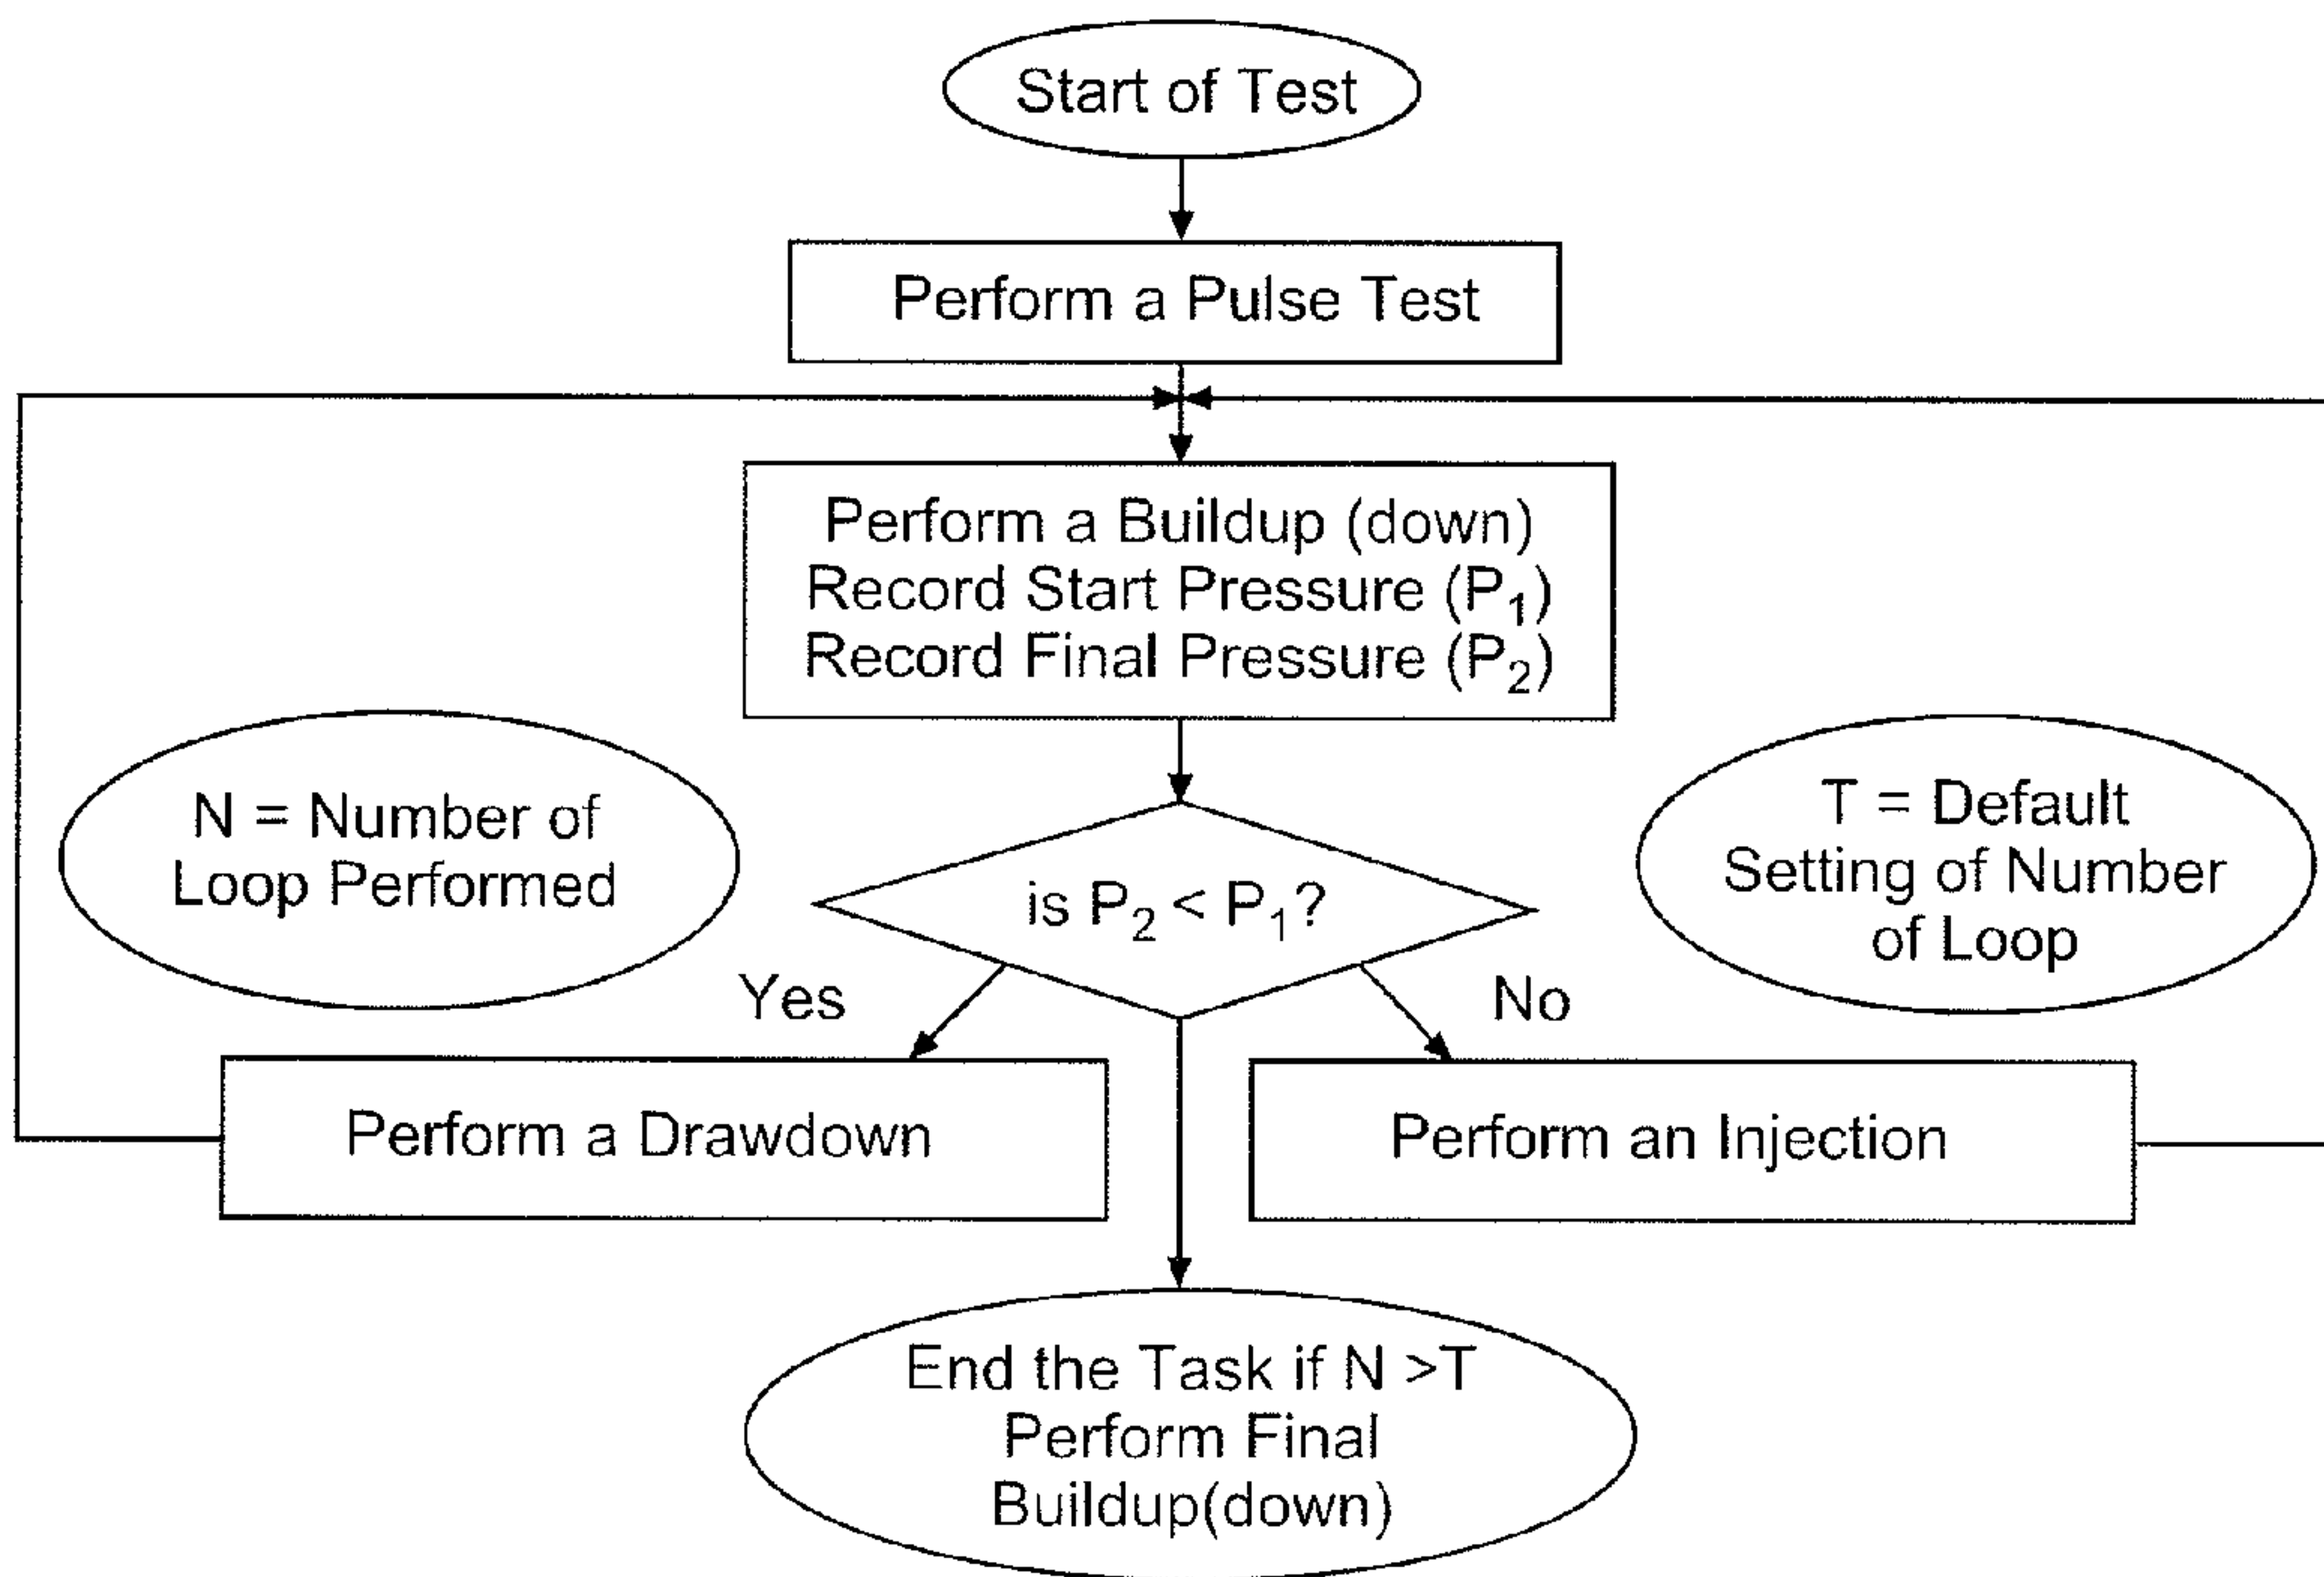 Start of Test
Perform a Pulse Test
Perform a Buildup (down)
Record Start Pressure (P₁)
Record Final Pressure (P₂)
N = Number of
Loop Performed
T = Default
Setting of Number
of Loop
is P₂ < P₁?
Yes
No
Perform a Drawdown
Perform an Injection
End the Task if N >T
Perform Final
Buildup(down)